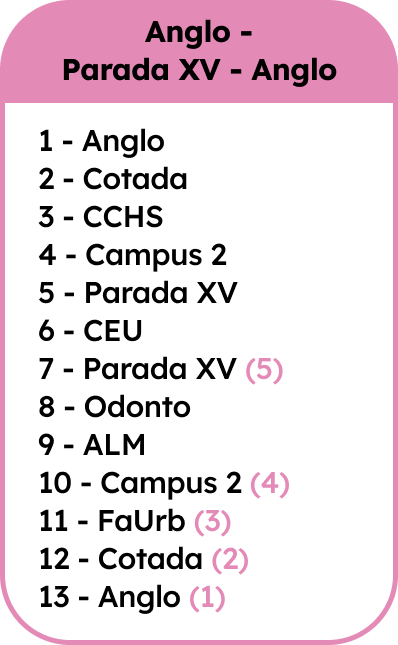 Anglo -
Parada XV - Anglo
1 - Anglo
2 - Cotada
3 - CCHS
4 - Campus 2
5 - Parada XV
6 - CEU
7 - Parada XV (5)
8 - Odonto
9 - ALM
10 - Campus 2 (4)
11 - FaUrb (3)
12 - Cotada (2)
13 - Anglo (1)